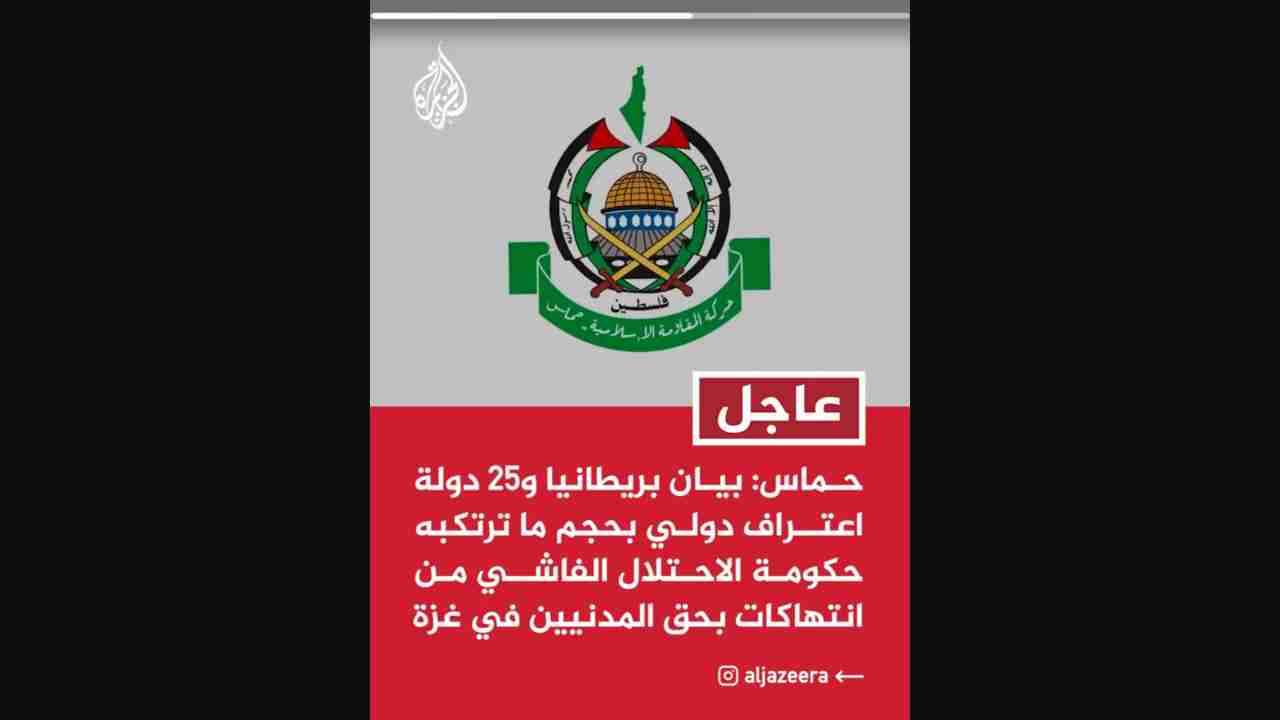 الجزيرة
فلسطين
حركة المقاومة الإسلامية - حماس
عاجل
حماس: بيان بريطانيا و25 دولة
اعتراف دولي بحجم ما ترتكبه
حكومة الاحتلال الفاشي من
انتهاكات بحق المدنيين في غزة
aljazeera